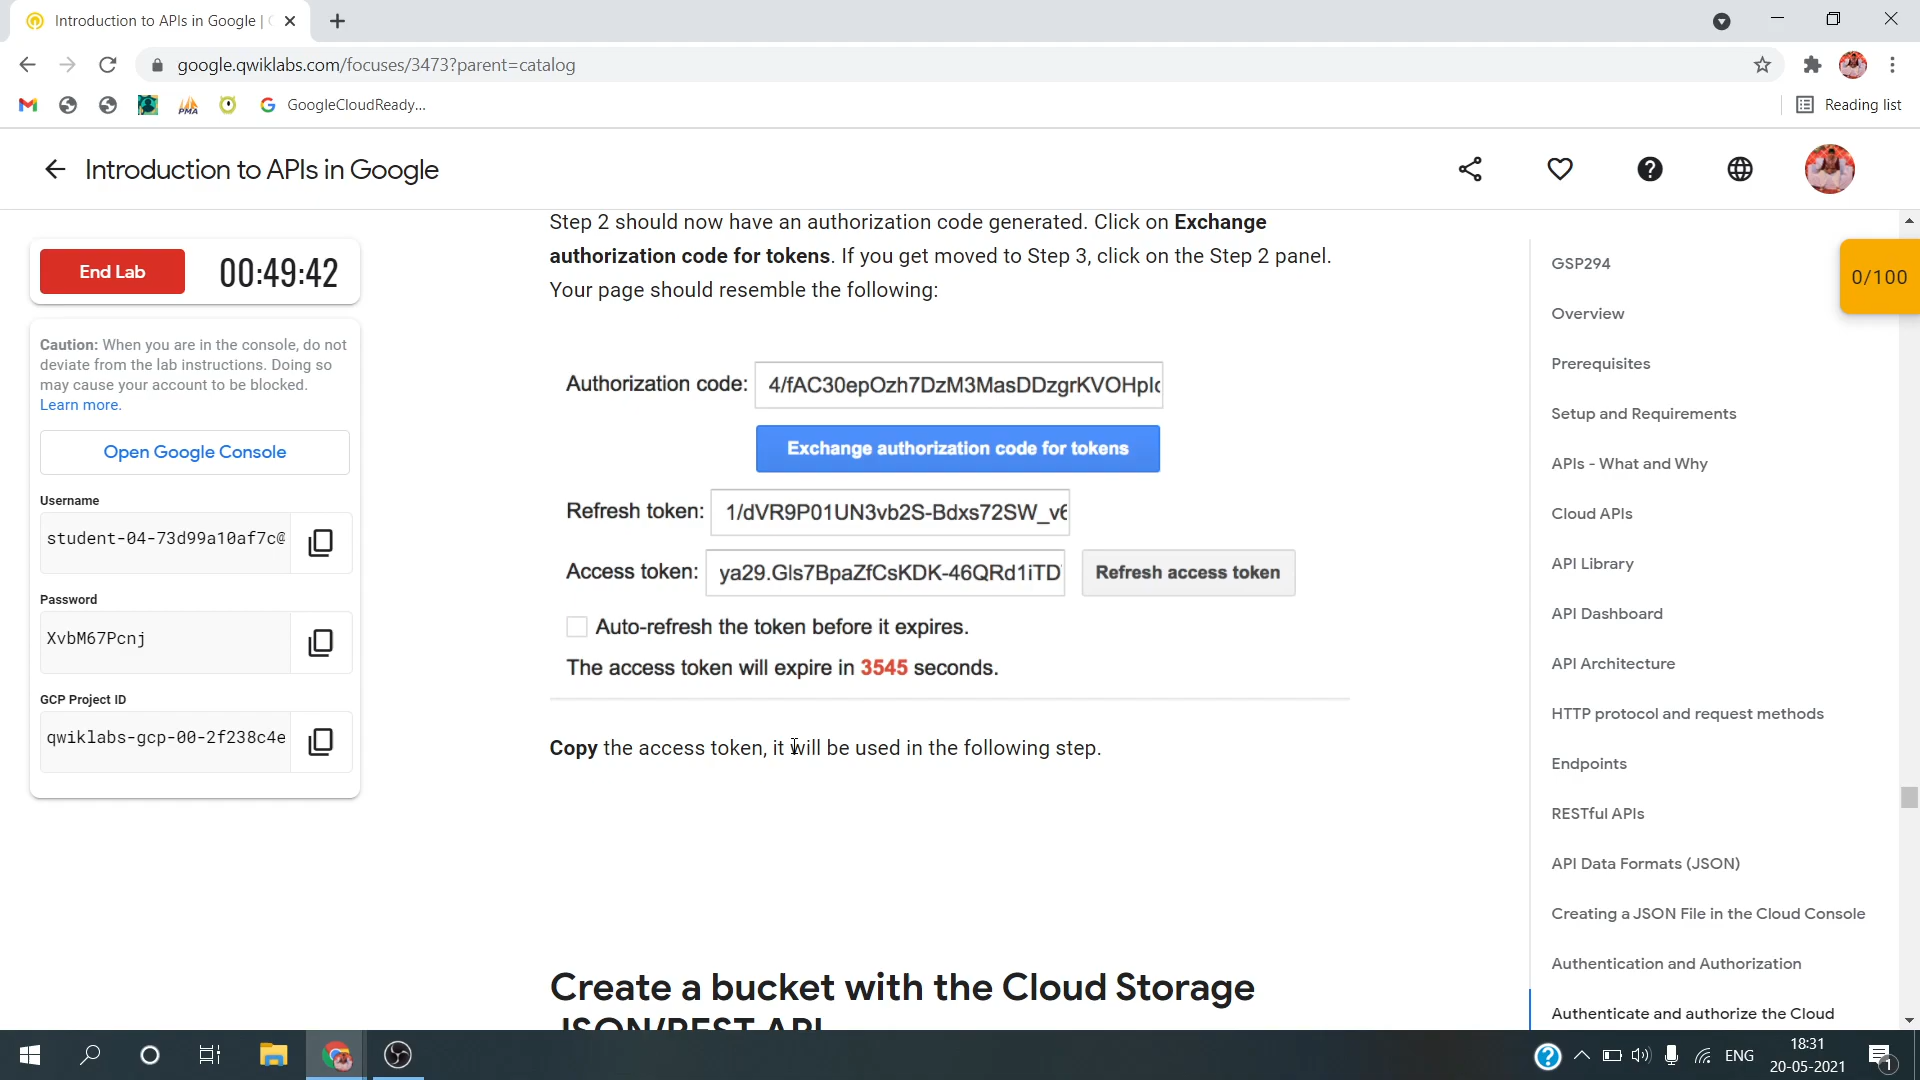 Introduction to APIs in Google |
google.qwiklabs.com/focuses/3473?parent=catalog
GoogleCloudReady...
Reading list
Introduction to APIs in Google
End Lab
00:49:42
Caution: When you are in the console, do not
deviate from the lab instructions. Doing so
may cause your account to be blocked.
Learn more.
Open Google Console
Username
student-04-73d99a10af7c@
Password
XvbM67Pcnj
GCP Project ID
qwiklabs-gcp-00-2f238c4e
Step 2 should now have an authorization code generated. Click on Exchange
authorization code for tokens. If you get moved to Step 3, click on the Step 2 panel.
Your page should resemble the following:
Authorization code: 4/fAC30epOzh7DzM3MasDDzgrKVOHpIc
Exchange authorization code for tokens
Refresh token: 1/dVR9P01UN3vb2S-Bdxs72SW_v6
Access token: ya29.Gls7BpaZfCsKDK-46QRd1iTD
Refresh access token
Auto-refresh the token before it expires.
The access token will expire in 3545 seconds.
Copy the access token, it will be used in the following step.
Create a bucket with the Cloud Storage
JSON/REST API
GSP294
Overview
Prerequisites
Setup and Requirements
APIs - What and Why
Cloud APIs
API Library
API Dashboard
API Architecture
HTTP protocol and request methods
Endpoints
RESTful APIs
API Data Formats (JSON)
Creating a JSON File in the Cloud Console
Authentication and Authorization
Authenticate and authorize the Cloud
0/100
ENG
18:31
20-05-2021
1
PMA